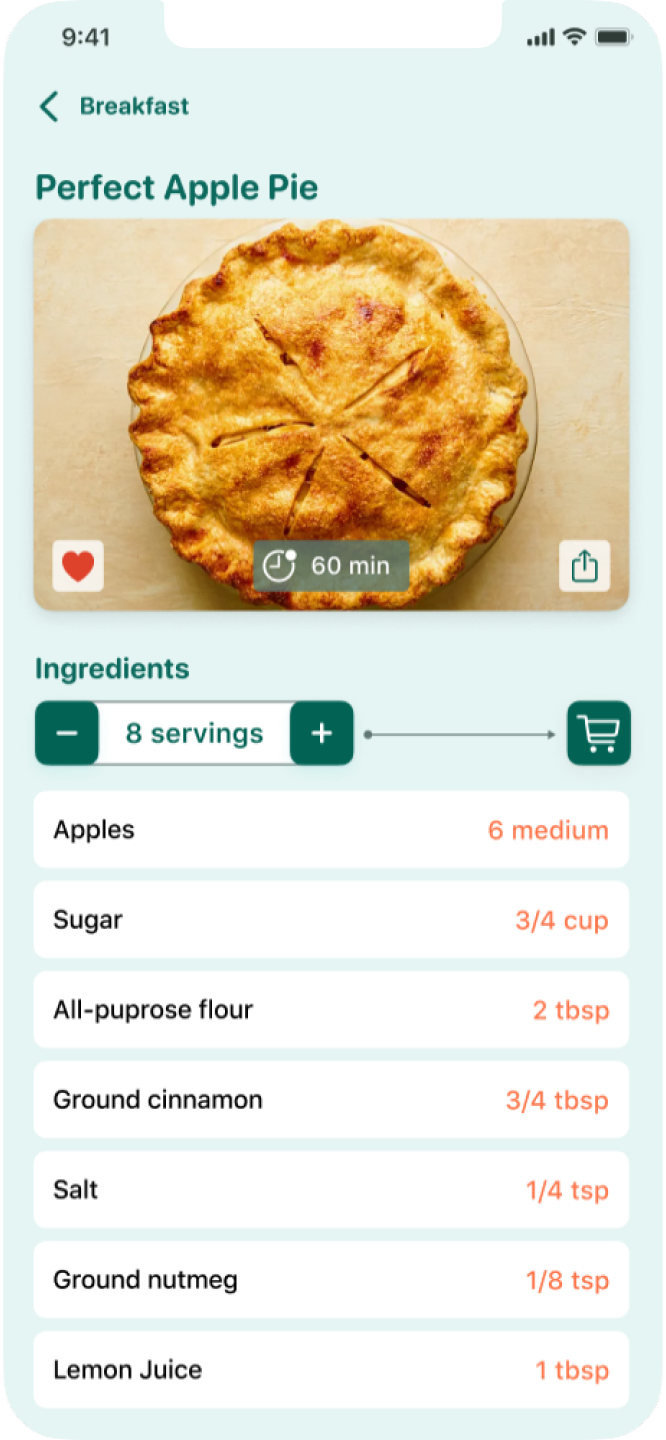 9:41
Breakfast
Perfect Apple Pie
60 min
Ingredients
− 8 servings +
Apples 6 medium
Sugar 3/4 cup
All-puprose flour 2 tbsp
Ground cinnamon 3/4 tbsp
Salt 1/4 tsp
Ground nutmeg 1/8 tsp
Lemon Juice 1 tbsp